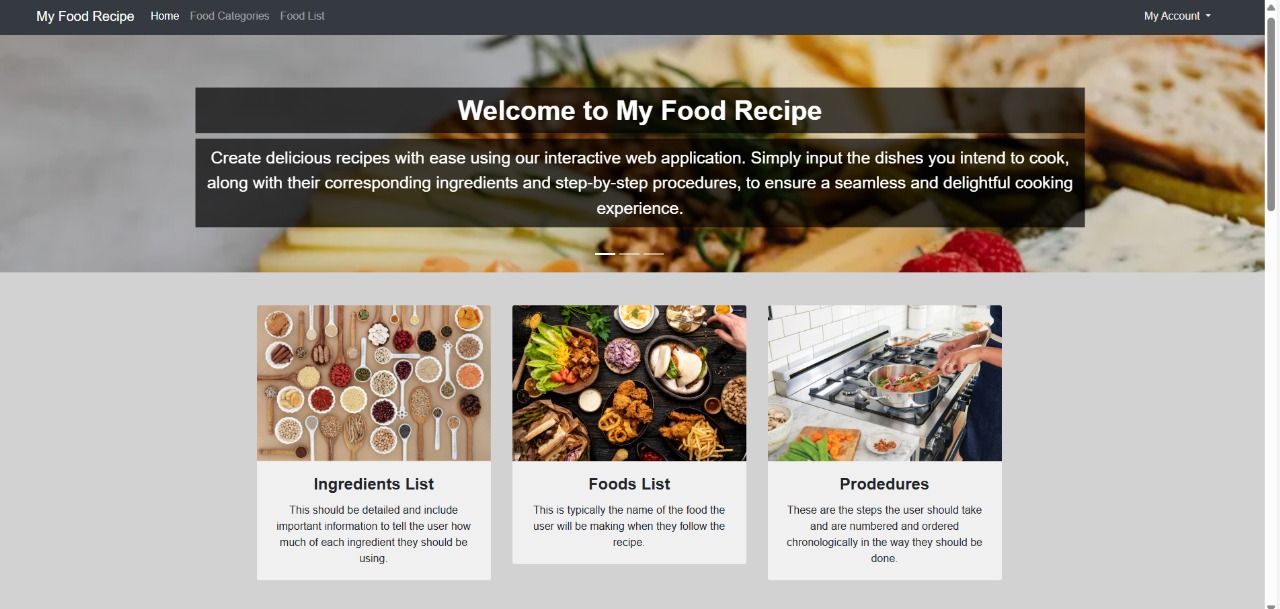 My Food Recipe Home Food Categories Food List My Account
Welcome to My Food Recipe
Create delicious recipes with ease using our interactive web application. Simply input the dishes you intend to cook,
along with their corresponding ingredients and step-by-step procedures, to ensure a seamless and delightful cooking
experience.
Ingredients List
This should be detailed and include
important information to tell the user how
much of each ingredient they should be
using.
Foods List
This is typically the name of the food the
user will be making when they follow the
recipe.
Prodedures
These are the steps the user should take
and are numbered and ordered
chronologically in the way they should be
done.